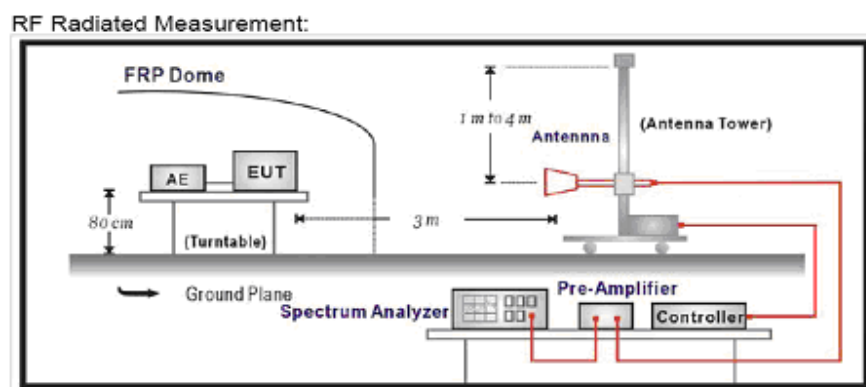 RF Radiated Measurement:
FRP Dome
1 m to 4 m
Antennna
(Antenna Tower)
AE
EUT
80 cm
(Turntable)
3 m
Ground Plane
Spectrum Analyzer
Pre-Amplifier
Controller